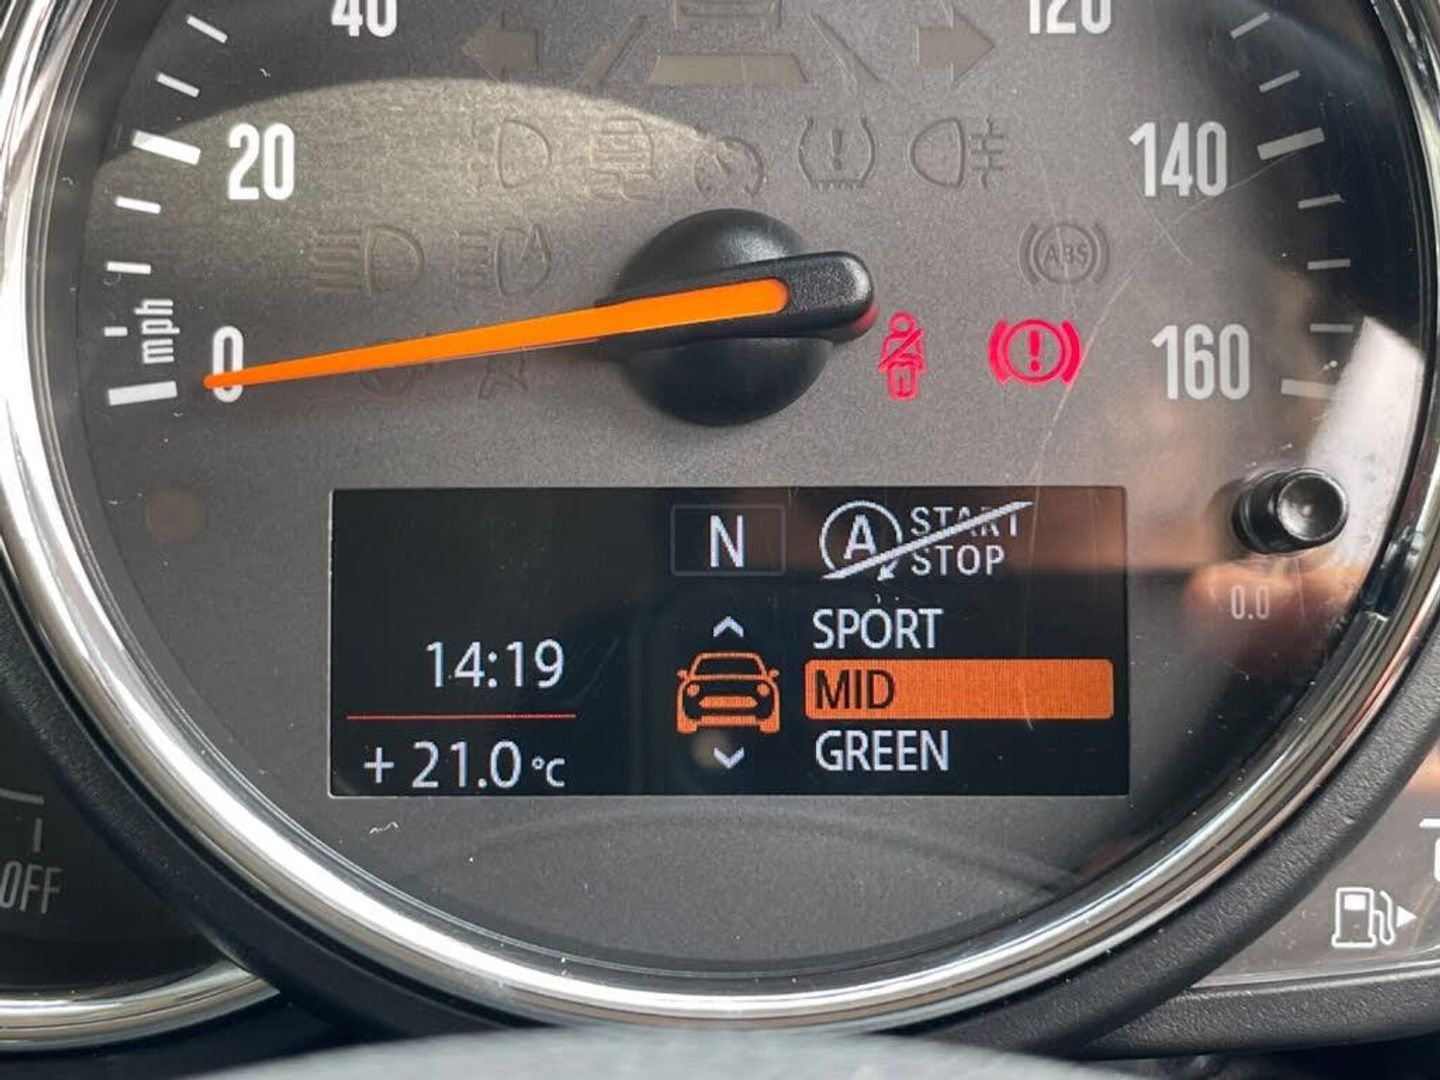 40
120
20
140
ABS
mph
0
160
N
A START
STOP
0.0
SPORT
14:19
MID
+ 21.0 °C
GREEN
OFF